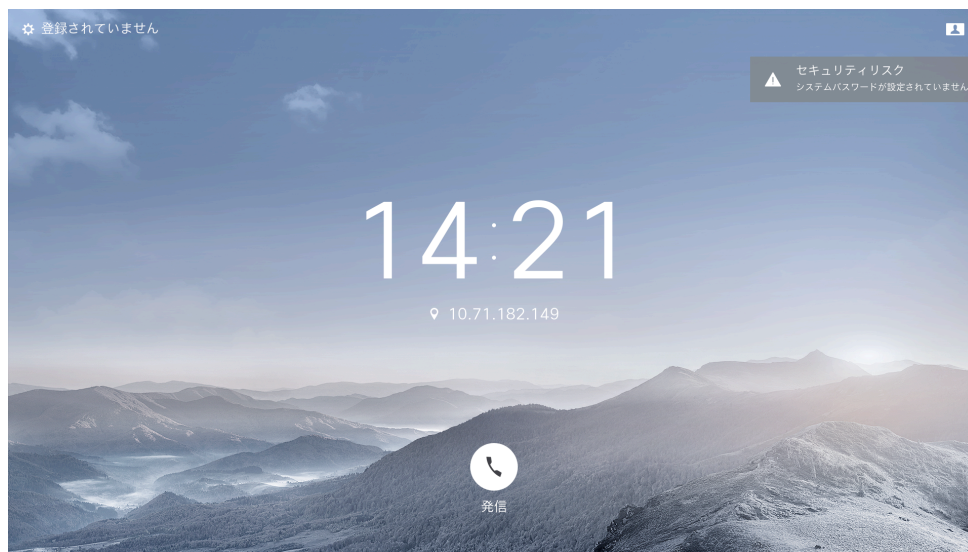 登録されていません
セキュリティリスク
システムパスワードが設定されていません
14:21
10.71.182.149
発信